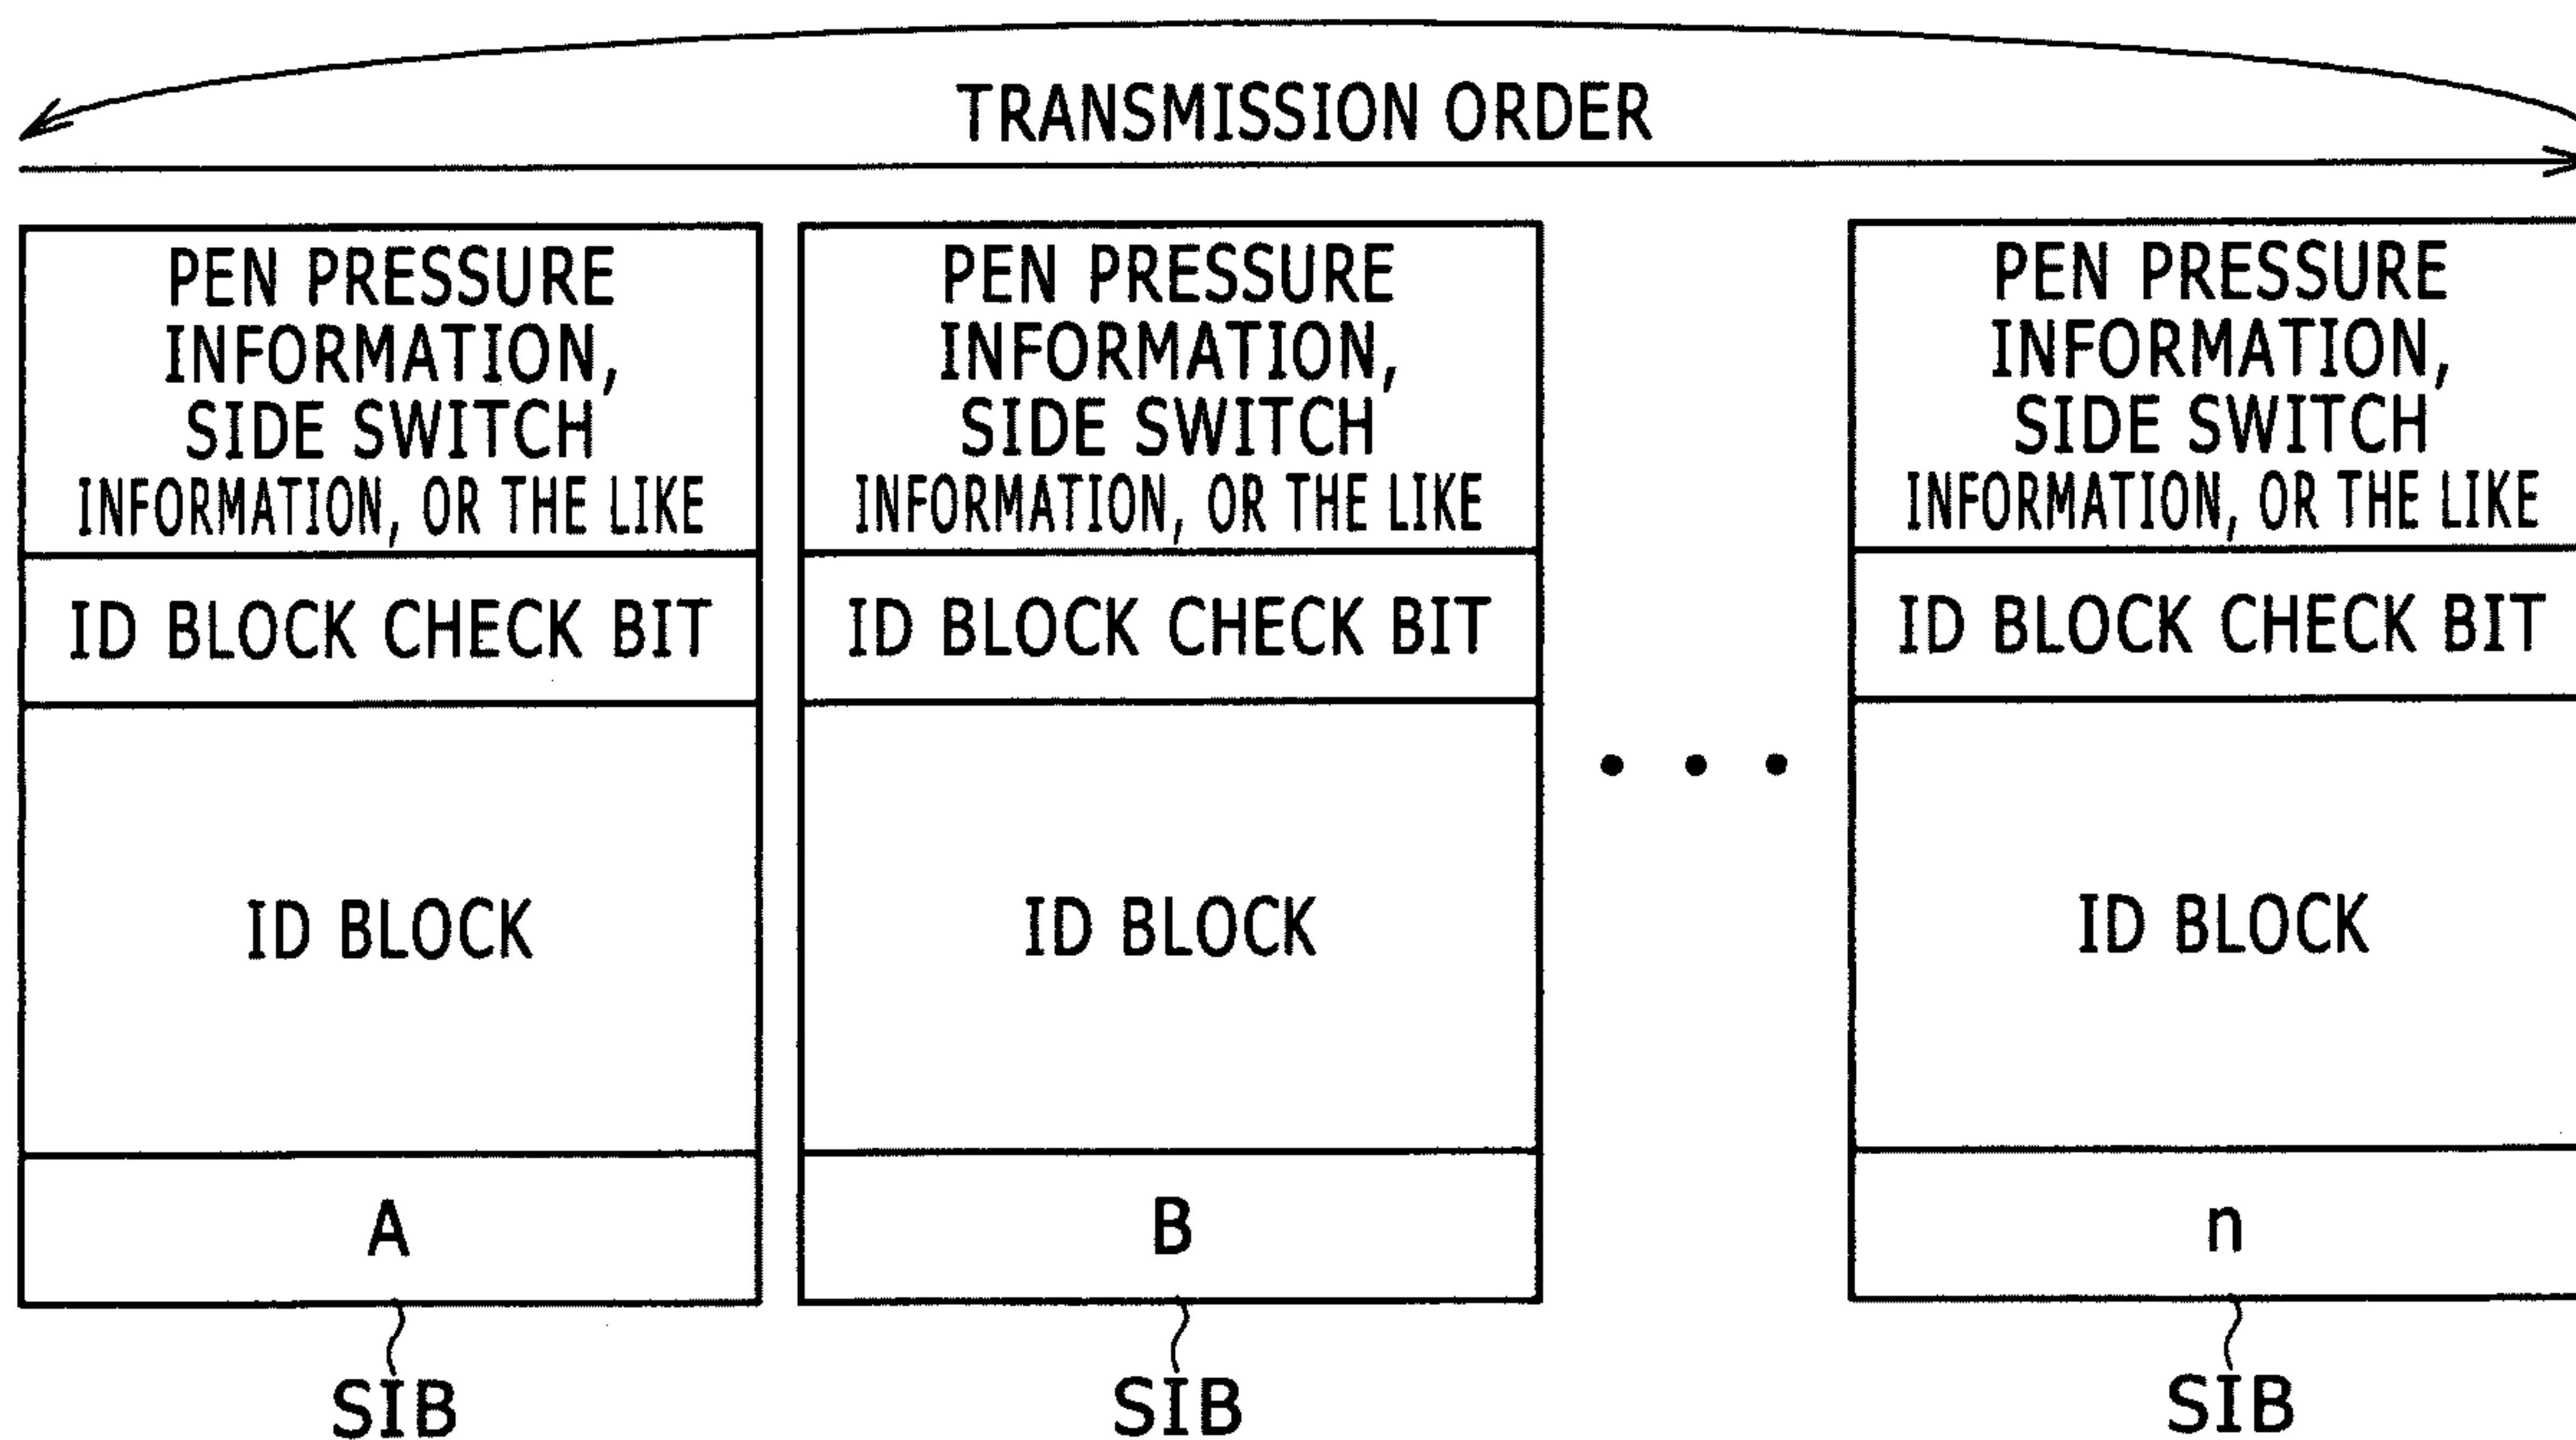 TRANSMISSION ORDER
PEN PRESSURE
INFORMATION,
SIDE SWITCH
INFORMATION, OR THE LIKE
ID BLOCK CHECK BIT
ID BLOCK
A
SIB
PEN PRESSURE
INFORMATION,
SIDE SWITCH
INFORMATION, OR THE LIKE
ID BLOCK CHECK BIT
ID BLOCK
B
SIB
• • •
PEN PRESSURE
INFORMATION,
SIDE SWITCH
INFORMATION, OR THE LIKE
ID BLOCK CHECK BIT
ID BLOCK
n
SIB